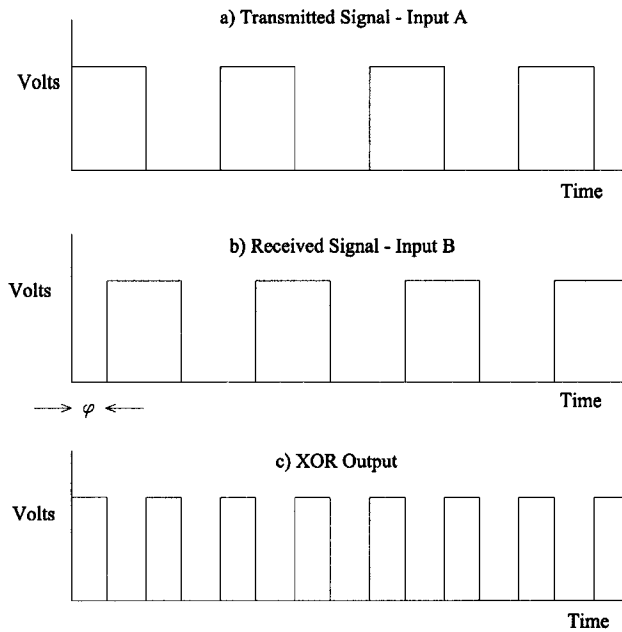 a) Transmitted Signal - Input A
Volts
Time
b) Received Signal - Input B
Volts
Time
φ
c) XOR Output
Volts
Time